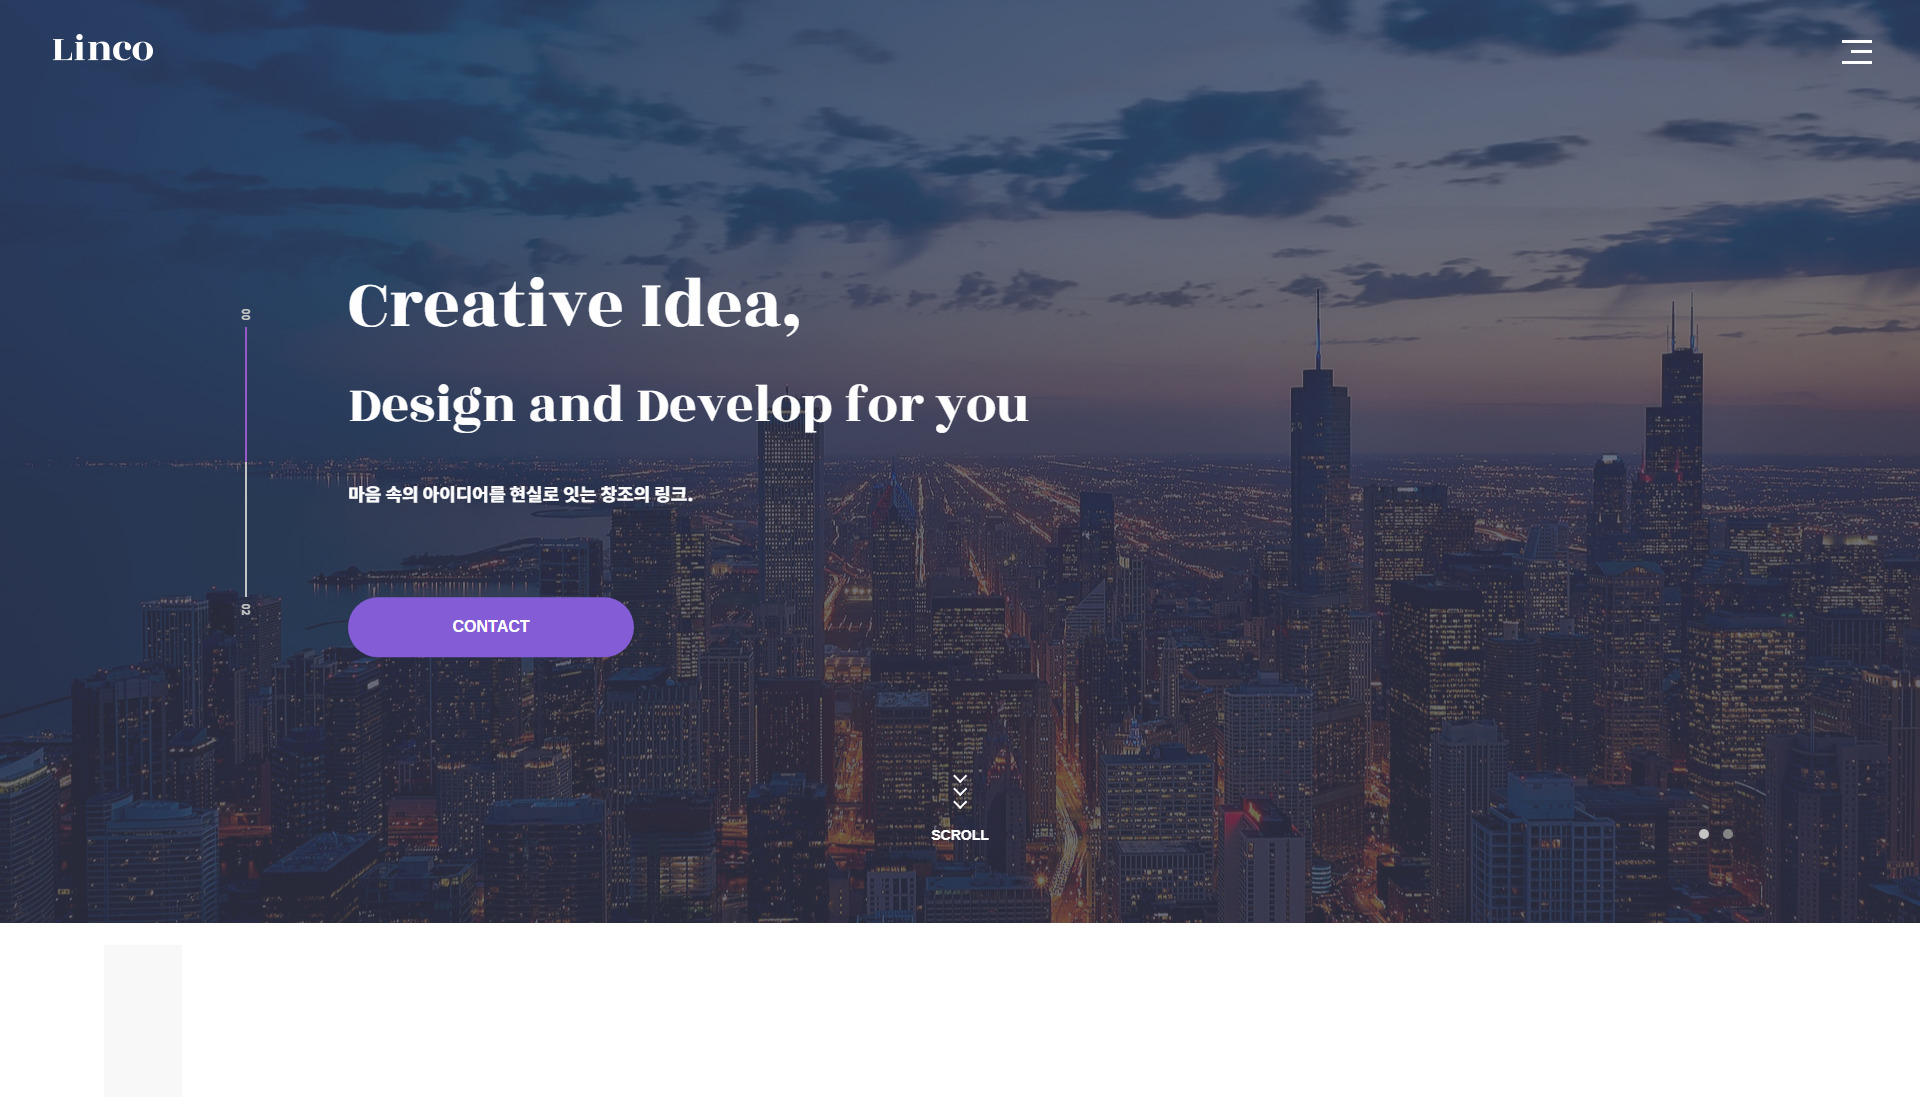 Linco
00
Creative Idea,
Design and Develop for you
마음 속의 아이디어를 현실로 잇는 창조의 링크.
02
CONTACT
SCROLL